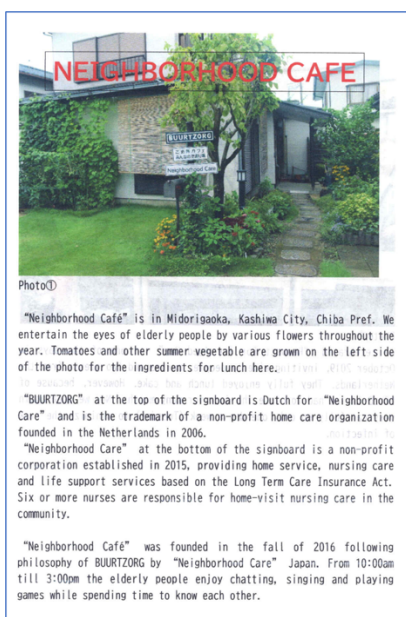 NEIGHBORHOOD CAFE
BUURTZORG
Neighborhood Care
Photo①
“Neighborhood Café” is in Midorigaoka, Kashiwa City, Chiba Pref. We
entertain the eyes of elderly people by various flowers throughout the
year. Tomatoes and other summer vegetable are grown on the left side
of the photo for the ingredients for lunch here.
“BUURTZORG” at the top of the signboard is Dutch for “Neighborhood
Care” and is the trademark of a non-profit home care organization
founded in the Netherlands in 2006.
“Neighborhood Care” at the bottom of the signboard is a non-profit
corporation established in 2015, providing home service, nursing care
and life support services based on the Long Term Care Insurance Act.
Six or more nurses are responsible for home-visit nursing care in the
community.
“Neighborhood Café” was founded in the fall of 2016 following
philosophy of BUURTZORG by “Neighborhood Care” Japan. From 10:00am
till 3:00pm the elderly people enjoy chatting, singing and playing
games while spending time to know each other.